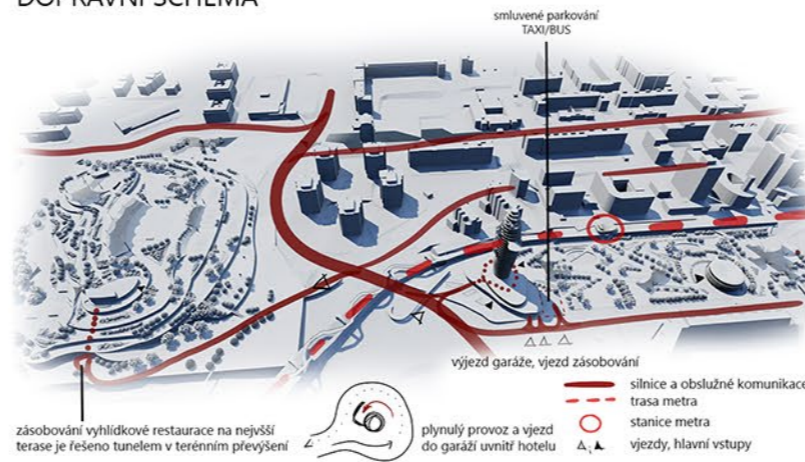 DOPRAVNÍ SCHÉMA
smluvené parkování
TAXI/BUS
výjezd garáže, vjezd zásobování
silnice a obslužné komunikace
trasa metra
stanice metra
vjezdy, hlavní vstupy
zásobování vyhlídkové restaurace na nejvšší
terase je řešeno tunelem v terénním převýšení
plynulý provoz a vjezd
do garáží uvnitř hotelu